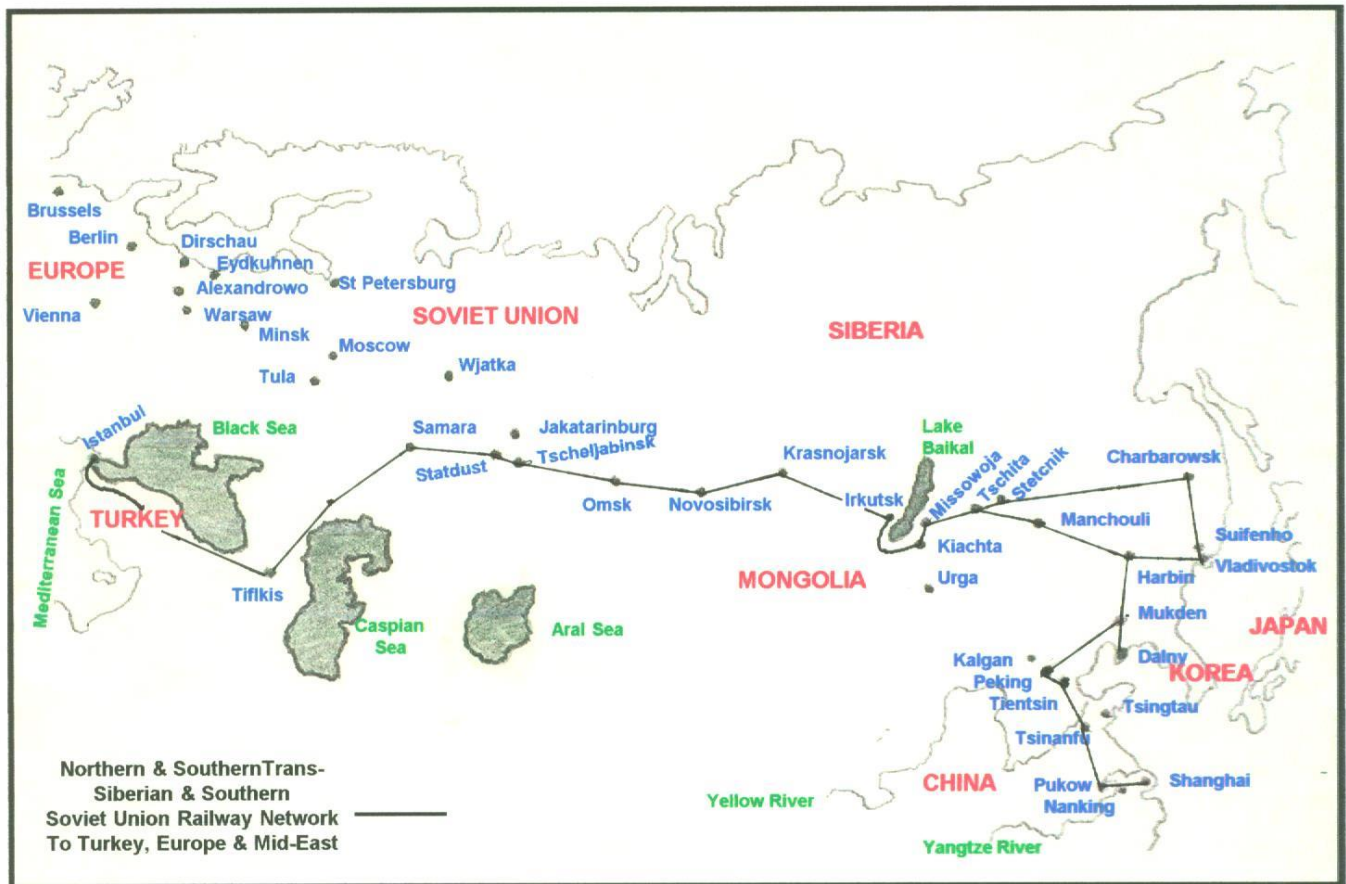 Brussels
Berlin
Dirschau
Eydkuhnen
EUROPE
Alexandrowo
St Petersburg
Vienna
Warsaw
SOVIET UNION
SIBERIA
Minsk
Moscow
Wjatka
Tula
Istanbul
Black Sea
Samara
Jakatarinburg
Lake
Baikal
Tscheljabinsk
Statdust
Krasnojarsk
Missowoja
Tschita
Stetcnik
Charbarowsk
Omsk
Novosibirsk
Irkutsk
Mediterranean Sea
TURKEY
Manchouli
Suifenho
Kiachta
Vladivostok
MONGOLIA
Urga
Harbin
Tiflkis
Mukden
Caspian
Sea
Aral Sea
JAPAN
Kalgan
Dalny
Peking
KOREA
Tientsin
Tsingtau
Tsinanfu
Northern & SouthernTrans-
Siberian & Southern
Soviet Union Railway Network
To Turkey, Europe & Mid-East
CHINA
Pukow
Shanghai
Yellow River
Nanking
Yangtze River